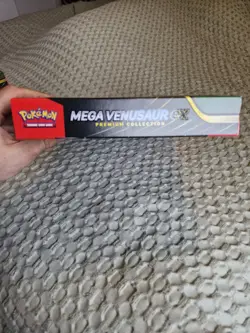 Pokémon
TRADING CARD GAME
MEGA VENUSAUR ex
PREMIUM COLLECTION